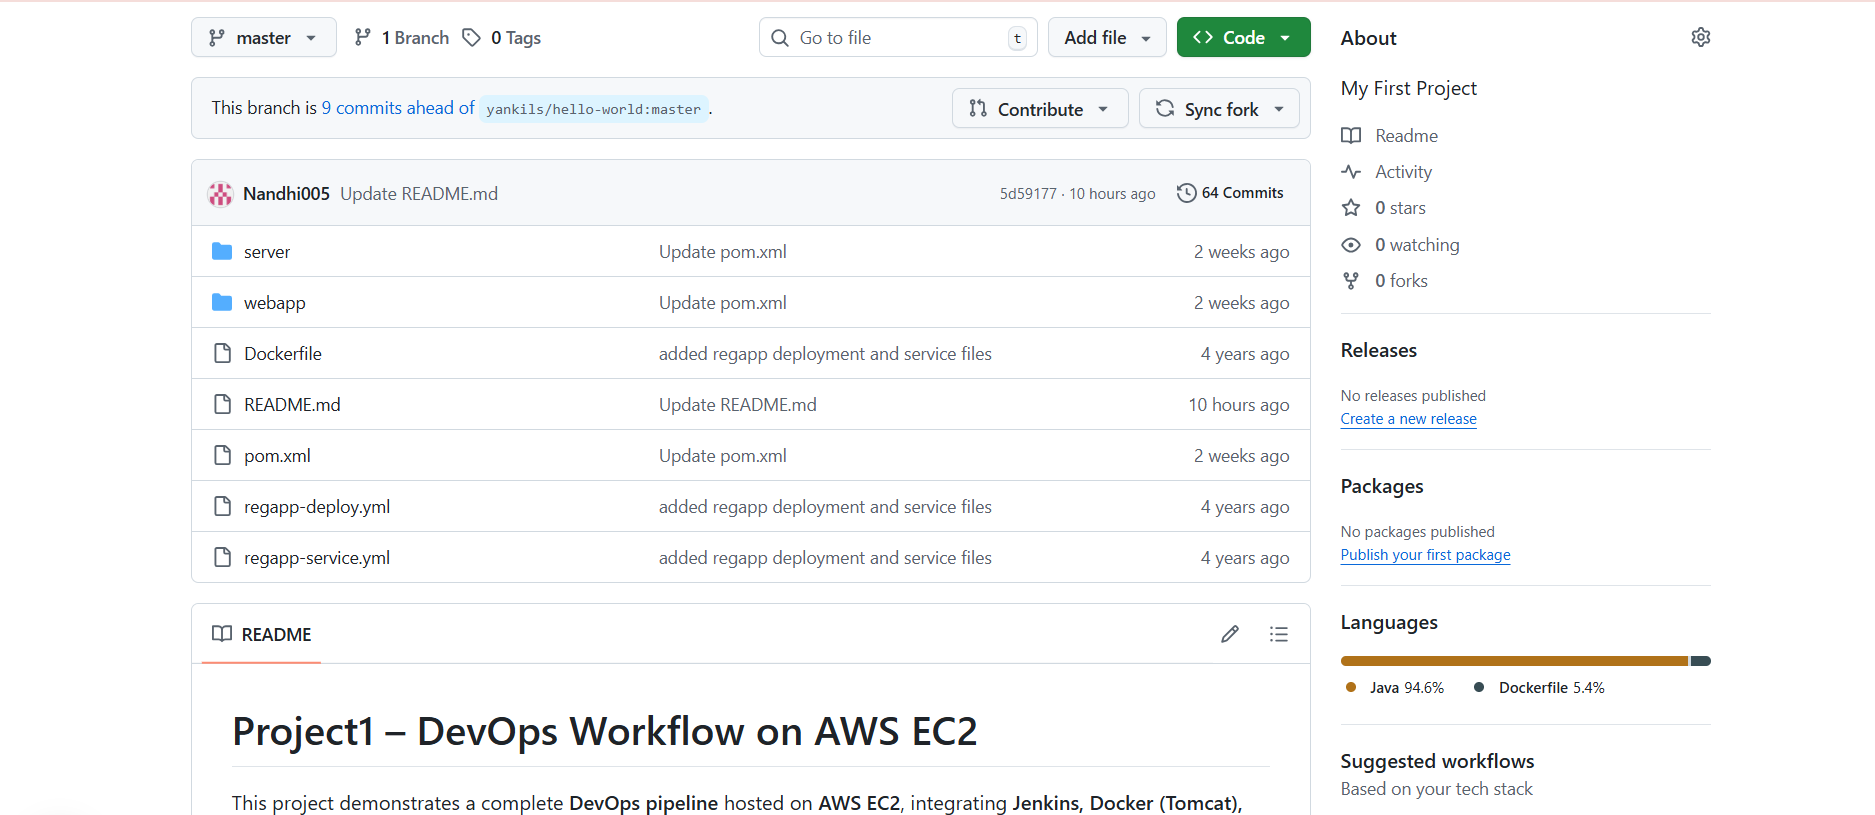 master 1 Branch 0 Tags Go to file t Add file Code
This branch is 9 commits ahead of yankils/hello-world:master . Contribute Sync fork
Nandhi005 Update README.md 5d59177 · 10 hours ago 64 Commits
server Update pom.xml 2 weeks ago
webapp Update pom.xml 2 weeks ago
Dockerfile added regapp deployment and service files 4 years ago
README.md Update README.md 10 hours ago
pom.xml Update pom.xml 2 weeks ago
regapp-deploy.yml added regapp deployment and service files 4 years ago
regapp-service.yml added regapp deployment and service files 4 years ago
README
Project1 – DevOps Workflow on AWS EC2
This project demonstrates a complete DevOps pipeline hosted on AWS EC2, integrating Jenkins, Docker (Tomcat),
About
My First Project
Readme
Activity
0 stars
0 watching
0 forks
Releases
No releases published
Create a new release
Packages
No packages published
Publish your first package
Languages
Java 94.6% Dockerfile 5.4%
Suggested workflows
Based on your tech stack